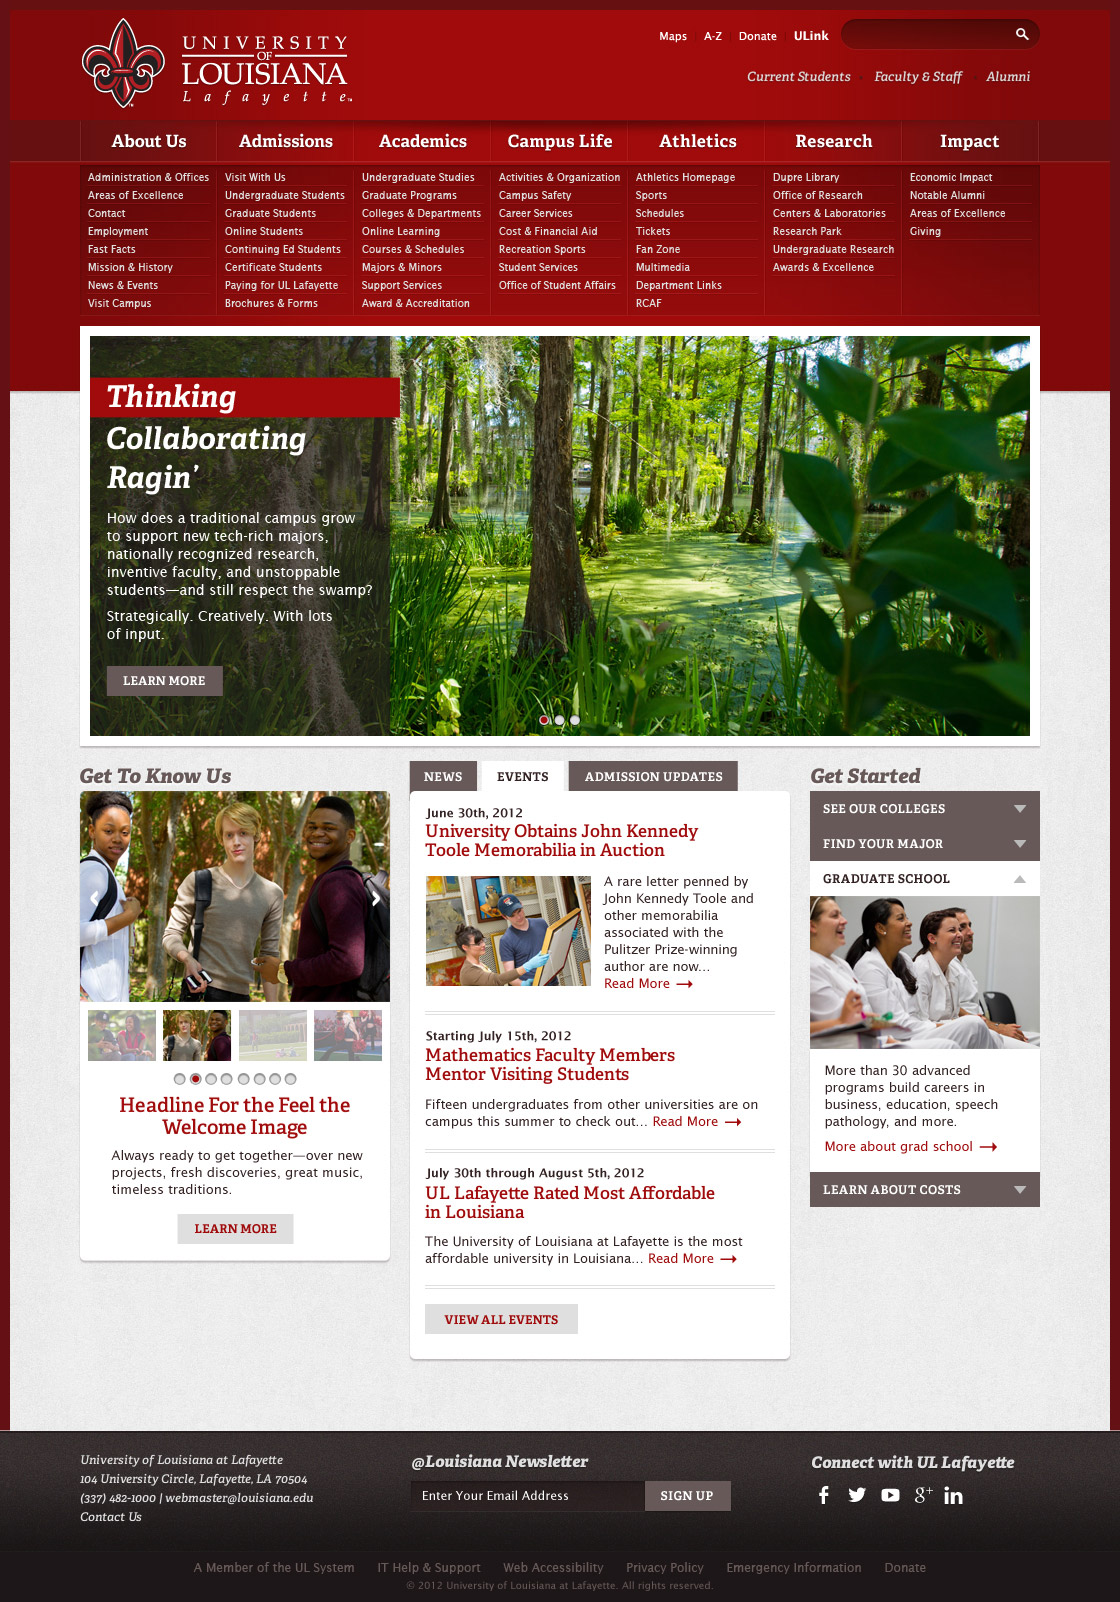 UNIVERSITY
OF
LOUISIANA
Lafayette™
Maps
A-Z
Donate
ULink
Current Students
Faculty & Staff
Alumni
About Us
Admissions
Academics
Campus Life
Athletics
Research
Impact
Administration & Offices
Areas of Excellence
Contact
Employment
Fast Facts
Mission & History
News & Events
Visit Campus
Visit With Us
Undergraduate Students
Graduate Students
Online Students
Continuing Ed Students
Certificate Students
Paying for UL Lafayette
Brochures & Forms
Undergraduate Studies
Graduate Programs
Colleges & Departments
Online Learning
Courses & Schedules
Majors & Minors
Support Services
Award & Accreditation
Activities & Organization
Campus Safety
Career Services
Cost & Financial Aid
Recreation Sports
Student Services
Office of Student Affairs
Athletics Homepage
Sports
Schedules
Tickets
Fan Zone
Multimedia
Department Links
RCAF
Dupre Library
Office of Research
Centers & Laboratories
Research Park
Undergraduate Research
Awards & Excellence
Economic Impact
Notable Alumni
Areas of Excellence
Giving
Thinking
Collaborating
Ragin’
How does a traditional campus grow
to support new tech-rich majors,
nationally recognized research,
inventive faculty, and unstoppable
students—and still respect the swamp?
Strategically. Creatively. With lots
of input.
LEARN MORE
Get To Know Us
Headline For the Feel the
Welcome Image
Always ready to get together—over new
projects, fresh discoveries, great music,
timeless traditions.
LEARN MORE
NEWS
EVENTS
ADMISSION UPDATES
June 30th, 2012
University Obtains John Kennedy
Toole Memorabilia in Auction
A rare letter penned by
John Kennedy Toole and
other memorabilia
associated with the
Pulitzer Prize-winning
author are now...
Read More
Starting July 15th, 2012
Mathematics Faculty Members
Mentor Visiting Students
Fifteen undergraduates from other universities are on
campus this summer to check out... Read More
July 30th through August 5th, 2012
UL Lafayette Rated Most Affordable
in Louisiana
The University of Louisiana at Lafayette is the most
affordable university in Louisiana... Read More
VIEW ALL EVENTS
Get Started
SEE OUR COLLEGES
FIND YOUR MAJOR
GRADUATE SCHOOL
More than 30 advanced
programs build careers in
business, education, speech
pathology, and more.
More about grad school
LEARN ABOUT COSTS
University of Louisiana at Lafayette
104 University Circle, Lafayette, LA 70504
(337) 482-1000 | webmaster@louisiana.edu
Contact Us
@Louisiana Newsletter
Enter Your Email Address
SIGN UP
Connect with UL Lafayette
f
g+
in
A Member of the UL System
IT Help & Support
Web Accessibility
Privacy Policy
Emergency Information
Donate
© 2012 University of Louisiana at Lafayette. All rights reserved.